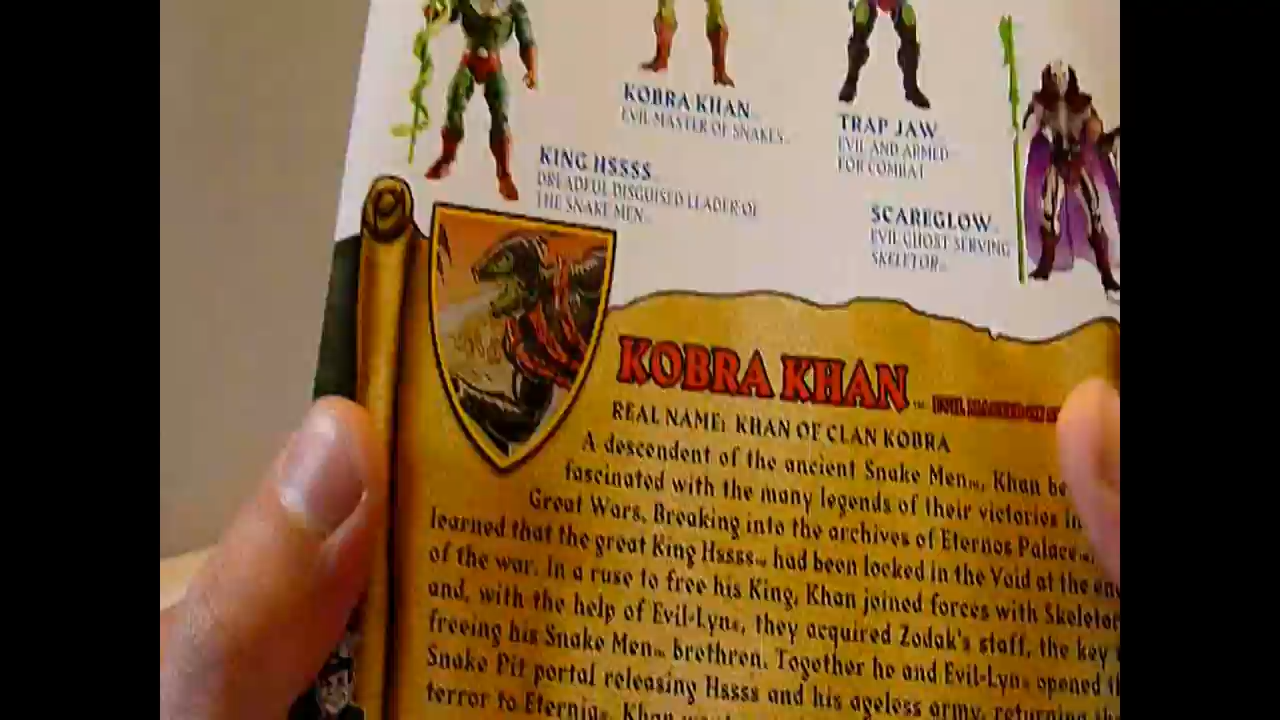 KOBRA KHAN
EVIL MASTER OF SNAKES
TRAP JAW
EVIL AND ARMED
FOR COMBAT
KING HSSSS
DREADFUL DISGUISED LEADER OF
THE SNAKE MEN
SCAREGLOW
EVIL GHOST SERVING
SKELETOR
KOBRA KHAN
REAL NAME: KHAN OF CLAN KOBRA
A descendent of the ancient Snake Men, Khan be
fascinated with the many legends of their victories in
Great Wars. Breaking into the archives of Eternos Palace,
learned that the great King Hssss had been locked in the Void at the en
of the war. In a ruse to free his King, Khan joined forces with Skeletor
and, with the help of Evil-Lyn, they acquired Zodak's staff, the key
freeing his Snake Men brethren. Together he and Evil-Lyn opened th
Snake Pit portal releasing Hssss and his ageless army, returning
terror to Eternia. Khan